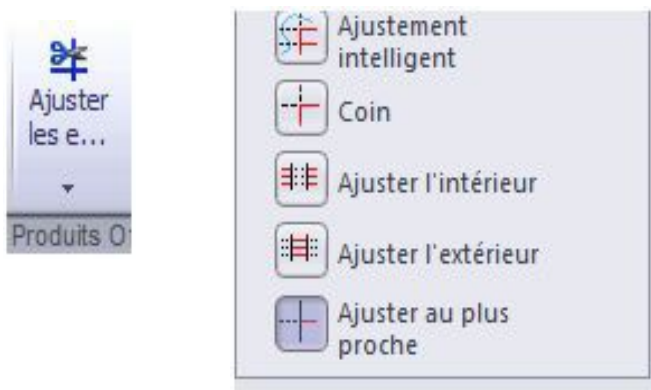 Ajuster
les e...
Produits O
Ajustement
intelligent
Coin
Ajuster l'intérieur
Ajuster l'extérieur
Ajuster au plus
proche